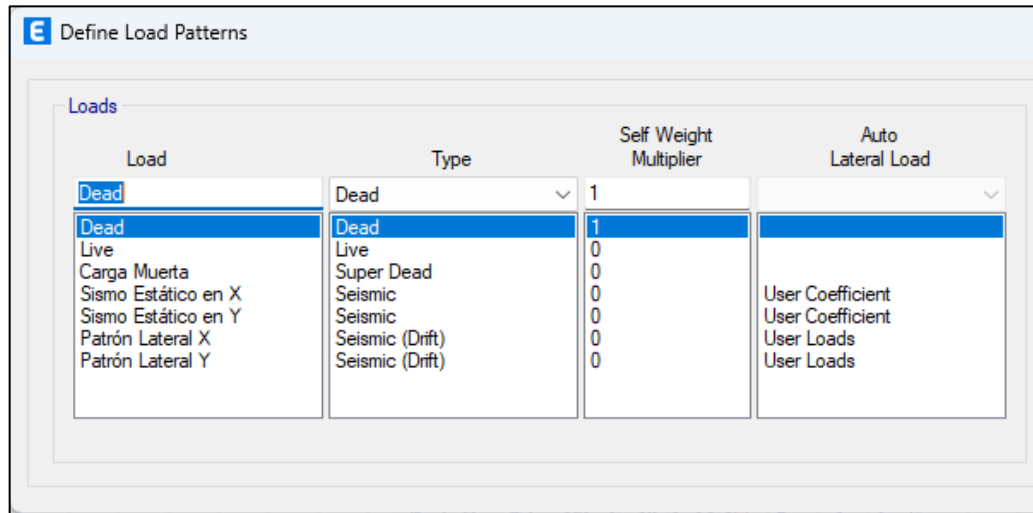 E Define Load Patterns
Loads
Load Type Self Weight Multiplier Auto Lateral Load
Dead Dead 1
Dead Dead 1
Live Live 0
Carga Muerta Super Dead 0
Sismo Estático en X Seismic 0 User Coefficient
Sismo Estático en Y Seismic 0 User Coefficient
Patrón Lateral X Seismic (Drift) 0 User Loads
Patrón Lateral Y Seismic (Drift) 0 User Loads